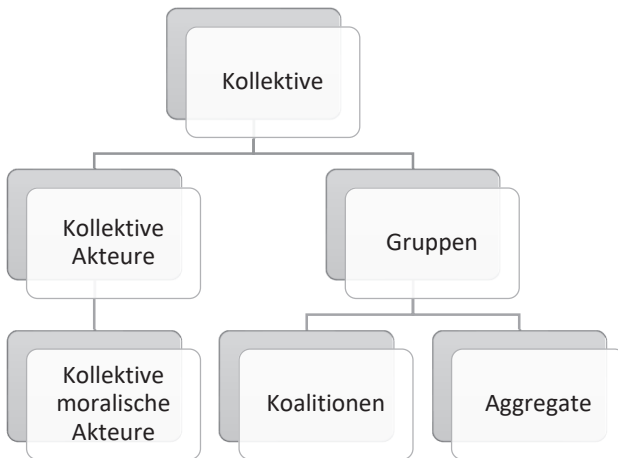 Kollektive
Kollektive
Akteure
Gruppen
Kollektive
moralische
Akteure
Koalitionen
Aggregate